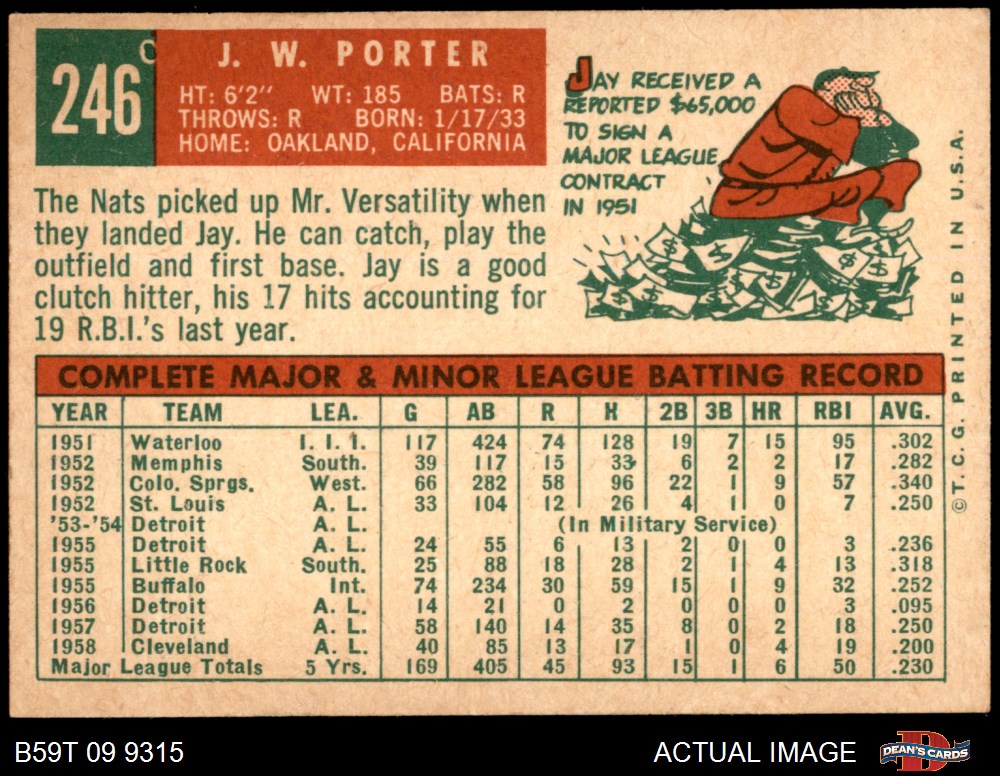 246
J. W. PORTER
HT: 6'2" WT: 185 BATS: R
THROWS: R BORN: 1/17/33
HOME: OAKLAND, CALIFORNIA
JAY RECEIVED A
REPORTED $65,000
TO SIGN A
MAJOR LEAGUE
CONTRACT
IN 1951
The Nats picked up Mr. Versatility when
they landed Jay. He can catch, play the
outfield and first base. Jay is a good
clutch hitter, his 17 hits accounting for
19 R.B.I.'s last year.
COMPLETE MAJOR & MINOR LEAGUE BATTING RECORD
YEAR TEAM LEA. G AB R H 2B 3B HR RBI AVG.
1951 Waterloo I. I. I. 117 424 74 128 19 7 15 95 .302
1952 Memphis South. 39 117 15 33 6 2 2 17 .282
1952 Colo. Sprgs. West. 66 282 58 96 22 1 9 57 .340
1952 St. Louis A. L. 33 104 12 26 4 1 0 7 .250
'53-'54 Detroit A. L. (In Military Service)
1955 Detroit A. L. 24 55 6 13 2 0 0 3 .236
1955 Little Rock South. 25 88 18 28 2 1 4 13 .318
1955 Buffalo Int. 74 234 30 59 15 1 9 32 .252
1956 Detroit A. L. 14 21 0 2 0 0 0 3 .095
1957 Detroit A. L. 58 140 14 35 8 0 2 18 .250
1958 Cleveland A. L. 40 85 13 17 1 0 4 19 .200
Major League Totals 5 Yrs. 169 405 45 93 15 1 6 50 .230
© T. C. G. PRINTED IN U.S.A.
B59T 09 9315
ACTUAL IMAGE
DEAN'S CARDS